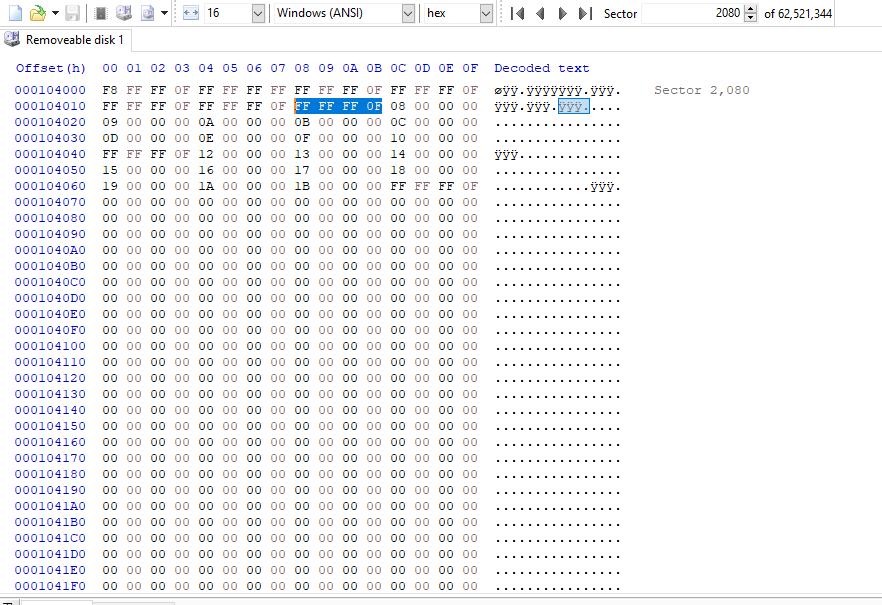 16 Windows (ANSI) hex Sector 2080 of 62,521,344
Removeable disk 1
Offset(h) 00 01 02 03 04 05 06 07 08 09 0A 0B 0C 0D 0E 0F Decoded text
000104000 F8 FF FF 0F FF FF FF FF FF FF FF 0F FF FF FF 0F øÿÿ.ÿÿÿÿÿÿÿ.ÿÿÿ. Sector 2,080
000104010 FF FF FF 0F FF FF FF 0F FF FF FF 0F 08 00 00 00 ÿÿÿ.ÿÿÿ.ÿÿÿ.....
000104020 09 00 00 00 0A 00 00 00 0B 00 00 00 0C 00 00 00 ................
000104030 0D 00 00 00 0E 00 00 00 0F 00 00 00 10 00 00 00 ................
000104040 FF FF FF 0F 12 00 00 00 13 00 00 00 14 00 00 00 ÿÿÿ.............
000104050 15 00 00 00 16 00 00 00 17 00 00 00 18 00 00 00 ................
000104060 19 00 00 00 1A 00 00 00 1B 00 00 00 FF FF FF 0F ............ÿÿÿ.
000104070 00 00 00 00 00 00 00 00 00 00 00 00 00 00 00 00 ................
000104080 00 00 00 00 00 00 00 00 00 00 00 00 00 00 00 00 ................
000104090 00 00 00 00 00 00 00 00 00 00 00 00 00 00 00 00 ................
0001040A0 00 00 00 00 00 00 00 00 00 00 00 00 00 00 00 00 ................
0001040B0 00 00 00 00 00 00 00 00 00 00 00 00 00 00 00 00 ................
0001040C0 00 00 00 00 00 00 00 00 00 00 00 00 00 00 00 00 ................
0001040D0 00 00 00 00 00 00 00 00 00 00 00 00 00 00 00 00 ................
0001040E0 00 00 00 00 00 00 00 00 00 00 00 00 00 00 00 00 ................
0001040F0 00 00 00 00 00 00 00 00 00 00 00 00 00 00 00 00 ................
000104100 00 00 00 00 00 00 00 00 00 00 00 00 00 00 00 00 ................
000104110 00 00 00 00 00 00 00 00 00 00 00 00 00 00 00 00 ................
000104120 00 00 00 00 00 00 00 00 00 00 00 00 00 00 00 00 ................
000104130 00 00 00 00 00 00 00 00 00 00 00 00 00 00 00 00 ................
000104140 00 00 00 00 00 00 00 00 00 00 00 00 00 00 00 00 ................
000104150 00 00 00 00 00 00 00 00 00 00 00 00 00 00 00 00 ................
000104160 00 00 00 00 00 00 00 00 00 00 00 00 00 00 00 00 ................
000104170 00 00 00 00 00 00 00 00 00 00 00 00 00 00 00 00 ................
000104180 00 00 00 00 00 00 00 00 00 00 00 00 00 00 00 00 ................
000104190 00 00 00 00 00 00 00 00 00 00 00 00 00 00 00 00 ................
0001041A0 00 00 00 00 00 00 00 00 00 00 00 00 00 00 00 00 ................
0001041B0 00 00 00 00 00 00 00 00 00 00 00 00 00 00 00 00 ................
0001041C0 00 00 00 00 00 00 00 00 00 00 00 00 00 00 00 00 ................
0001041D0 00 00 00 00 00 00 00 00 00 00 00 00 00 00 00 00 ................
0001041E0 00 00 00 00 00 00 00 00 00 00 00 00 00 00 00 00 ................
0001041F0 00 00 00 00 00 00 00 00 00 00 00 00 00 00 00 00 ................